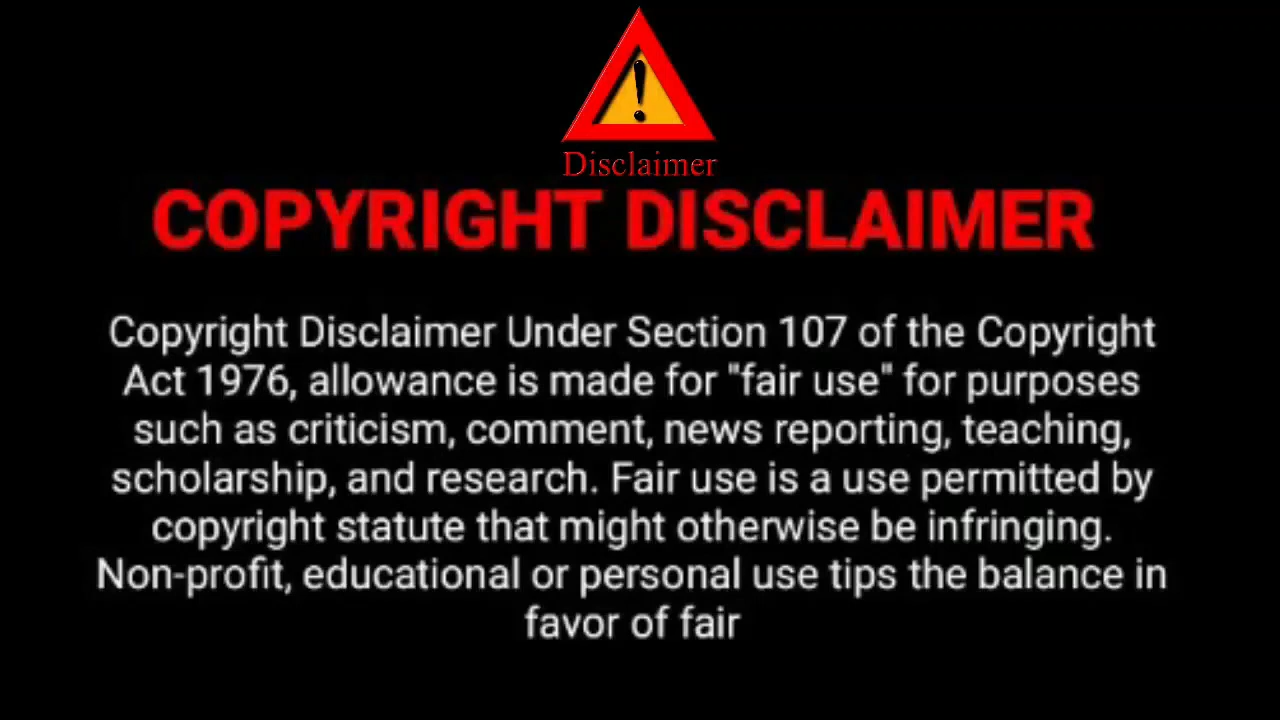 Disclaimer
COPYRIGHT DISCLAIMER
Copyright Disclaimer Under Section 107 of the Copyright
Act 1976, allowance is made for "fair use" for purposes
such as criticism, comment, news reporting, teaching,
scholarship, and research. Fair use is a use permitted by
copyright statute that might otherwise be infringing.
Non-profit, educational or personal use tips the balance in
favor of fair